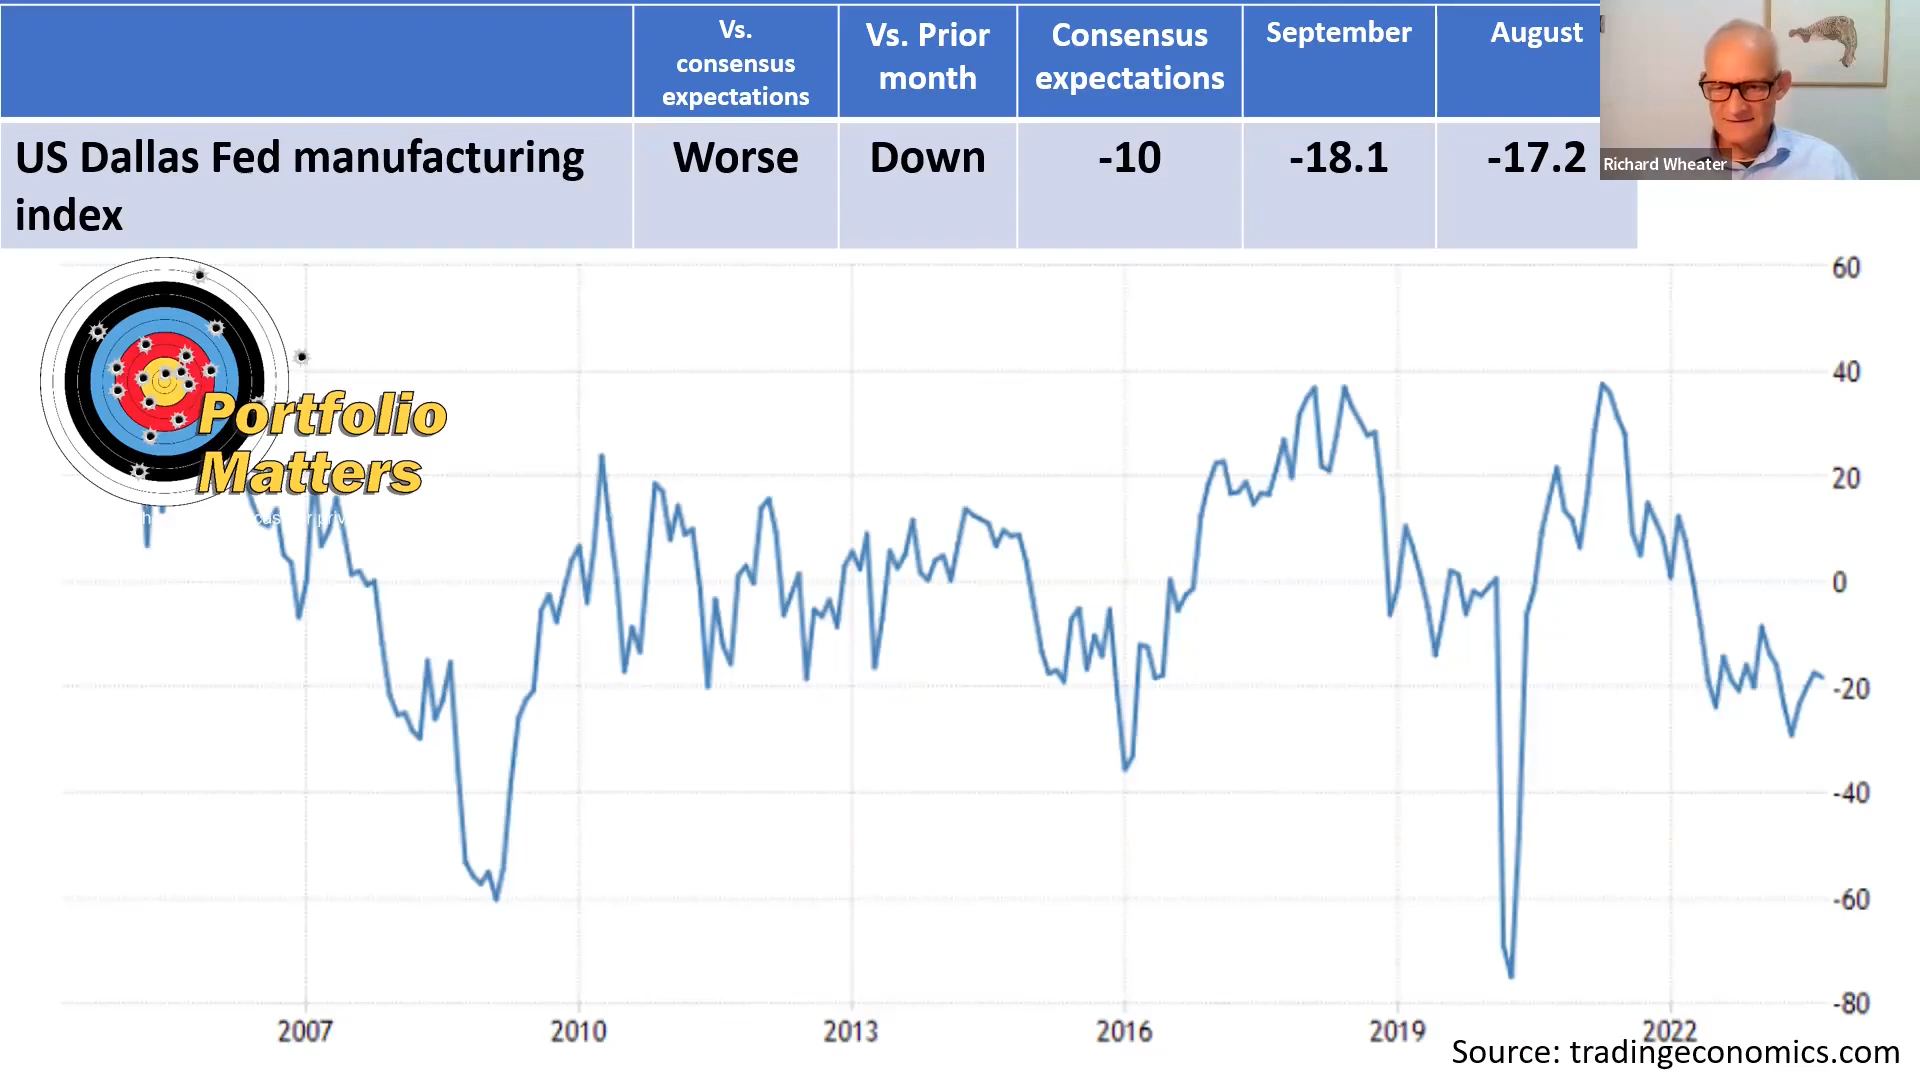 Vs.
consensus
expectations
Vs. Prior
month
Consensus
expectations
September
August
US Dallas Fed manufacturing
index
Worse
Down
-10
-18.1
-17.2
Richard Wheater
Portfolio
Matters
60
40
20
0
-20
-40
-60
-80
2007
2010
2013
2016
2019
2022
Source: tradingeconomics.com